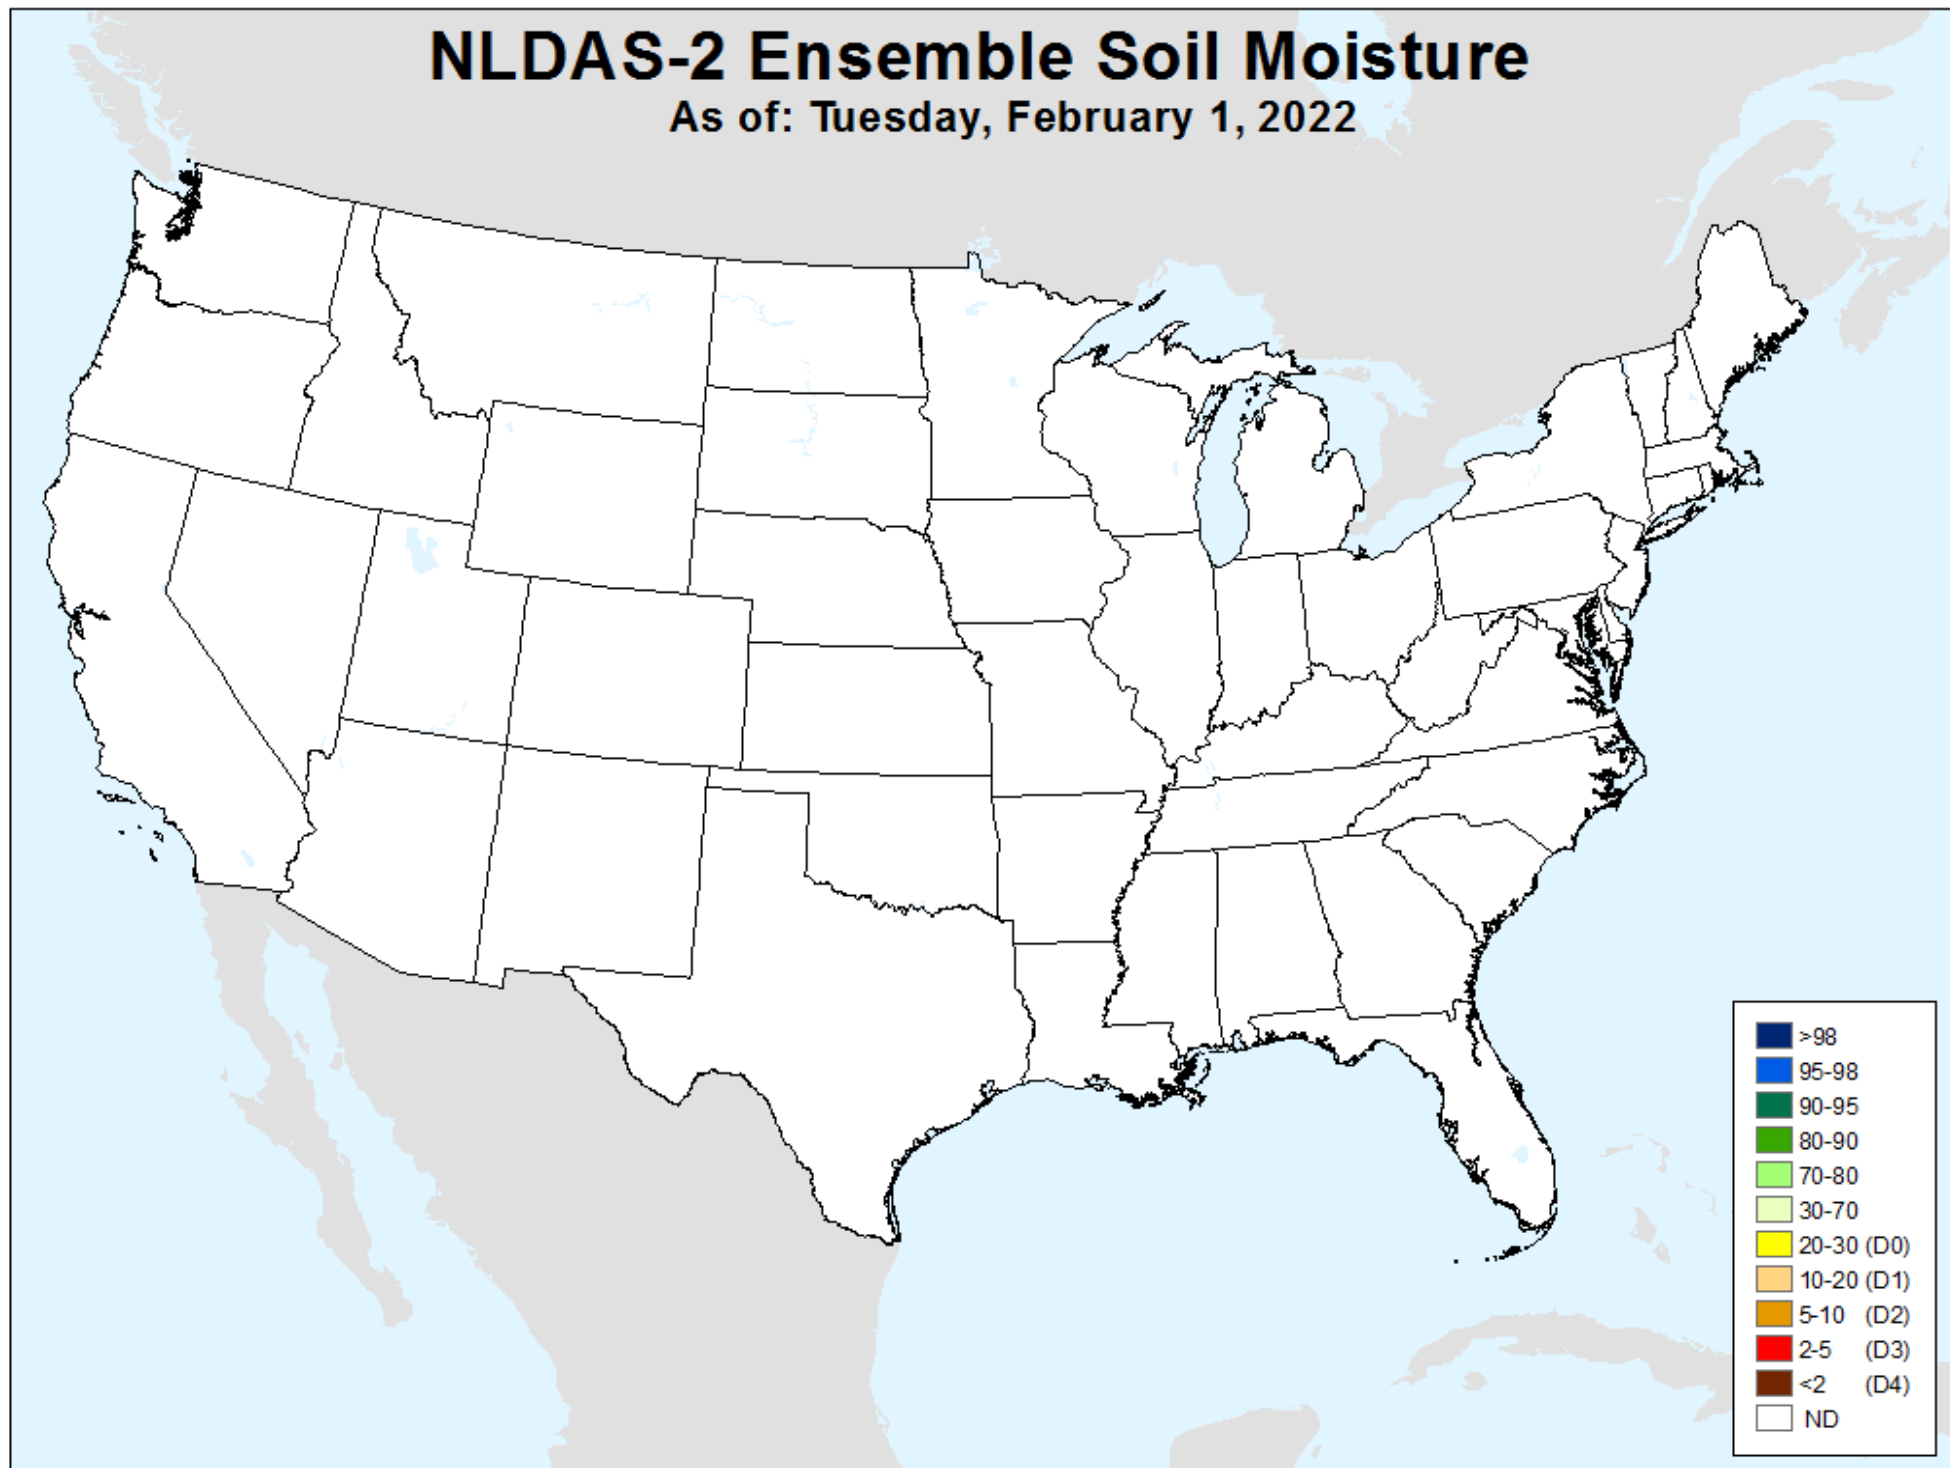 NLDAS-2 Ensemble Soil Moisture
As of: Tuesday, February 1, 2022
>98
95-98
90-95
80-90
70-80
30-70
20-30 (D0)
10-20 (D1)
5-10 (D2)
2-5 (D3)
<2 (D4)
ND